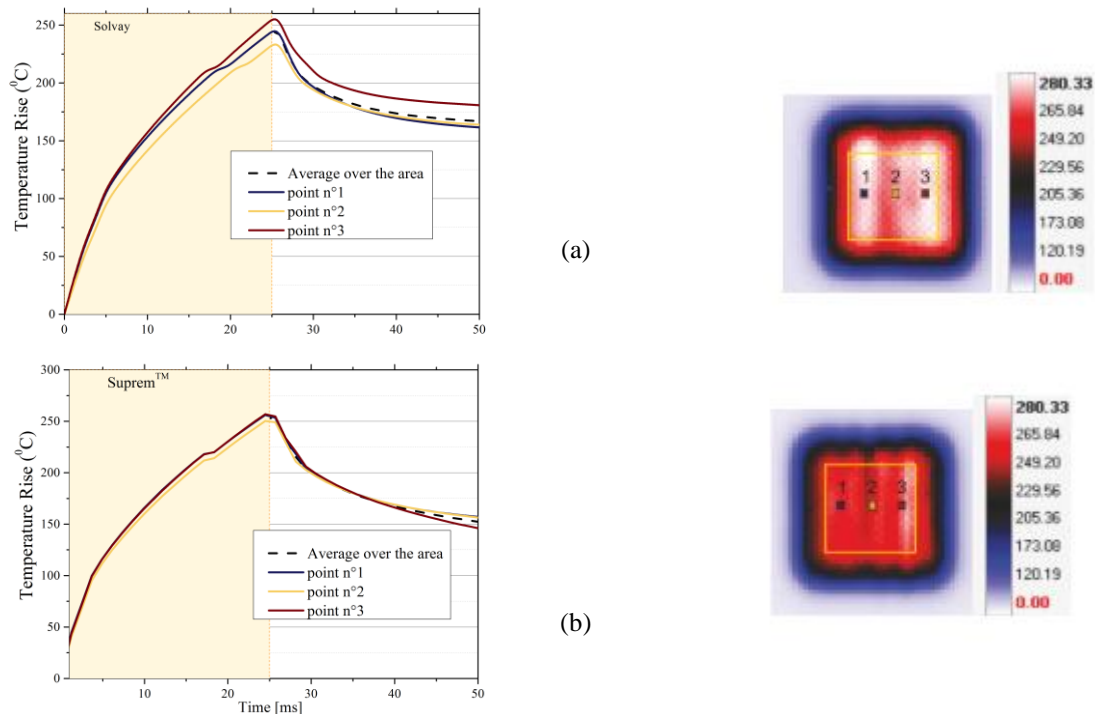 Solvay
250
200
150
100
50
0
Temperature Rise (⁰C)
Average over the area
point n°1
point n°2
point n°3
0 10 20 30 40 50
(a)
1 2 3
280.33
265.84
249.20
229.56
205.36
173.08
120.19
0.00
Suprem™
300
250
200
150
100
50
0
Temperature Rise (⁰C)
Average over the area
point n°1
point n°2
point n°3
10 20 30 40 50
Time [ms]
(b)
1 2 3
280.33
265.84
249.20
229.56
205.36
173.08
120.19
0.00